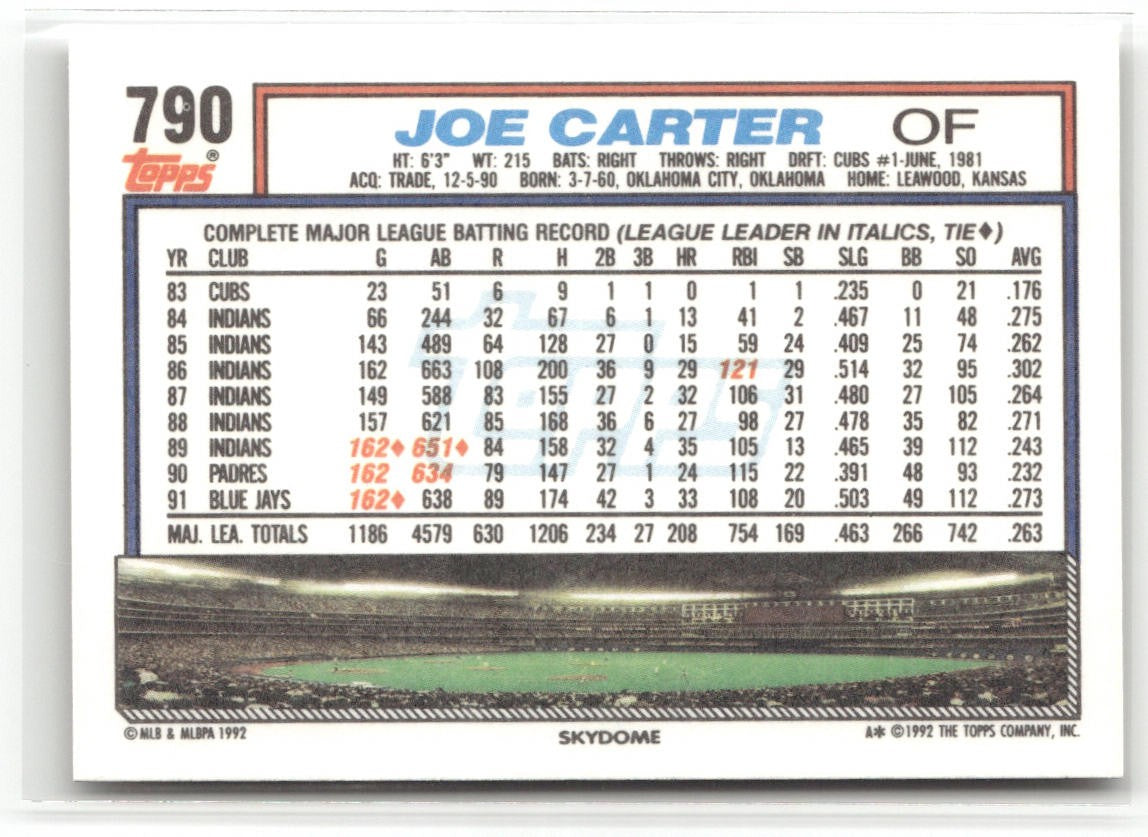 790
JOE CARTER OF
Topps®
HT: 6'3" WT: 215 BATS: RIGHT THROWS: RIGHT DRFT: CUBS #1-JUNE, 1981
ACQ: TRADE, 12-5-90 BORN: 3-7-60, OKLAHOMA CITY, OKLAHOMA HOME: LEAWOOD, KANSAS
COMPLETE MAJOR LEAGUE BATTING RECORD (LEAGUE LEADER IN ITALICS, TIE♦)
YR CLUB G AB R H 2B 3B HR RBI SB SLG BB SO AVG
83 CUBS 23 51 6 9 1 1 0 1 1 .235 0 21 .176
84 INDIANS 66 244 32 67 6 1 13 41 2 .467 11 48 .275
85 INDIANS 143 489 64 128 27 0 15 59 24 .409 25 74 .262
86 INDIANS 162 663 108 200 36 9 29 121 29 .514 32 95 .302
87 INDIANS 149 588 83 155 27 2 32 106 31 .480 27 105 .264
88 INDIANS 157 621 85 168 36 6 27 98 27 .478 35 82 .271
89 INDIANS 162♦ 651♦ 84 158 32 4 35 105 13 .465 39 112 .243
90 PADRES 162 634 79 147 27 1 24 115 22 .391 48 93 .232
91 BLUE JAYS 162♦ 638 89 174 42 3 33 108 20 .503 49 112 .273
MAJ. LEA. TOTALS 1186 4579 630 1206 234 27 208 754 169 .463 266 742 .263
Topps
© MLB & MLBPA 1992
SKYDOME
A* ©1992 THE TOPPS COMPANY, INC.